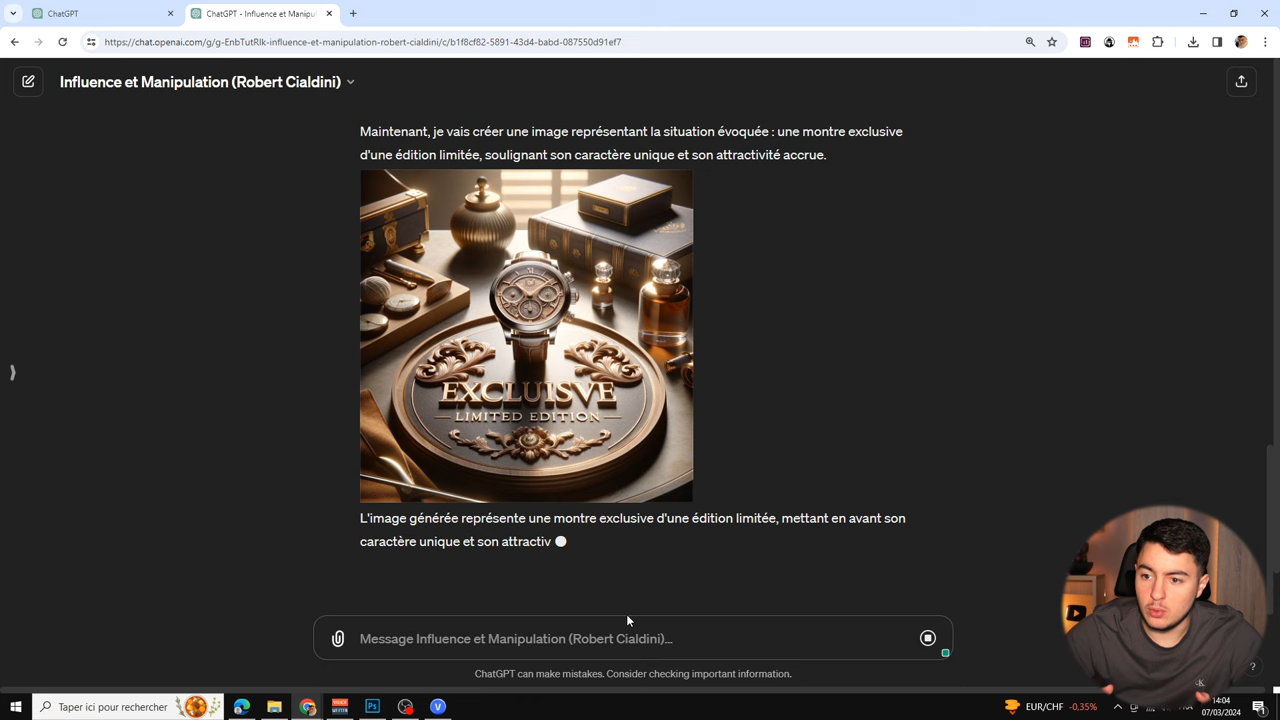 ChatGPT
ChatGPT - Influence et Manipul
https://chat.openai.com/g/g-EnbTutRlk-influence-et-manipulation-robert-cialdini/c/b1f8cf82-5891-43d4-babd-087550d91ef7
Influence et Manipulation (Robert Cialdini)
Maintenant, je vais créer une image représentant la situation évoquée : une montre exclusive
d'une édition limitée, soulignant son caractère unique et son attractivité accrue.
EXCLUISVE
LIMITED EDITION
L'image générée représente une montre exclusive d'une édition limitée, mettant en avant son
caractère unique et son attractiv
Message Influence et Manipulation (Robert Cialdini)...
ChatGPT can make mistakes. Consider checking important information.
?
Taper ici pour rechercher
EUR/CHF -0,35%
14:04
07/03/2024